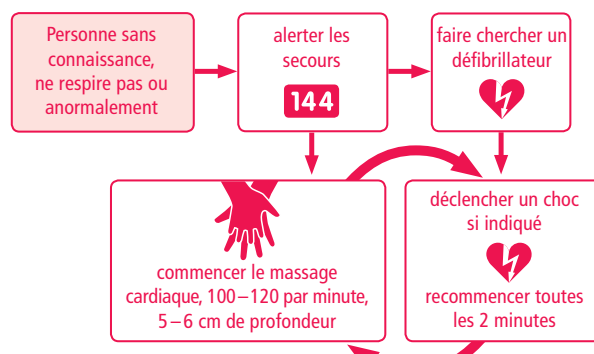 Personne sans
connaissance,
ne respire pas ou
anormalement
alerter les
secours
144
faire chercher un
défibrillateur
commencer le massage
cardiaque, 100–120 par minute,
5–6 cm de profondeur
déclencher un choc
si indiqué
recommencer toutes
les 2 minutes